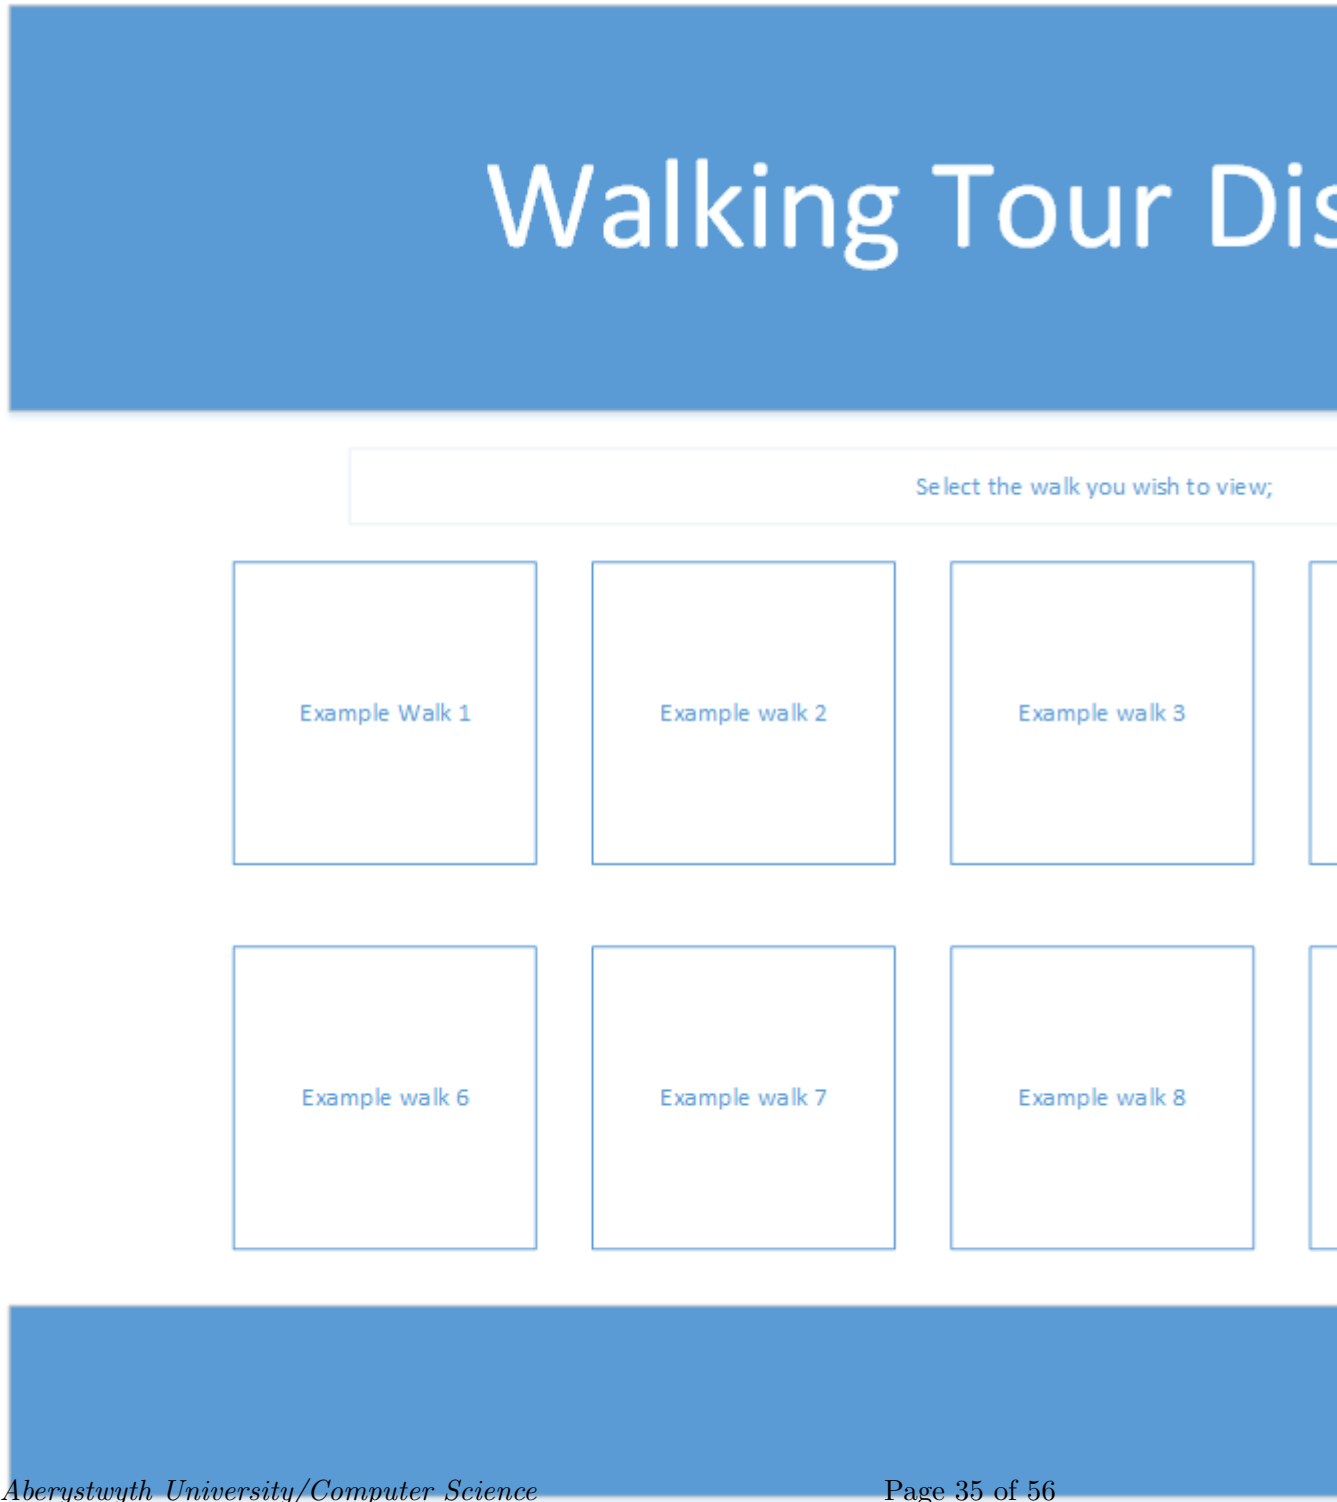 Walking Tour Dis
Select the walk you wish to view;
Example Walk 1
Example walk 2
Example walk 3
Example walk 6
Example walk 7
Example walk 8
Aberystwyth University/Computer Science
Page 35 of 56